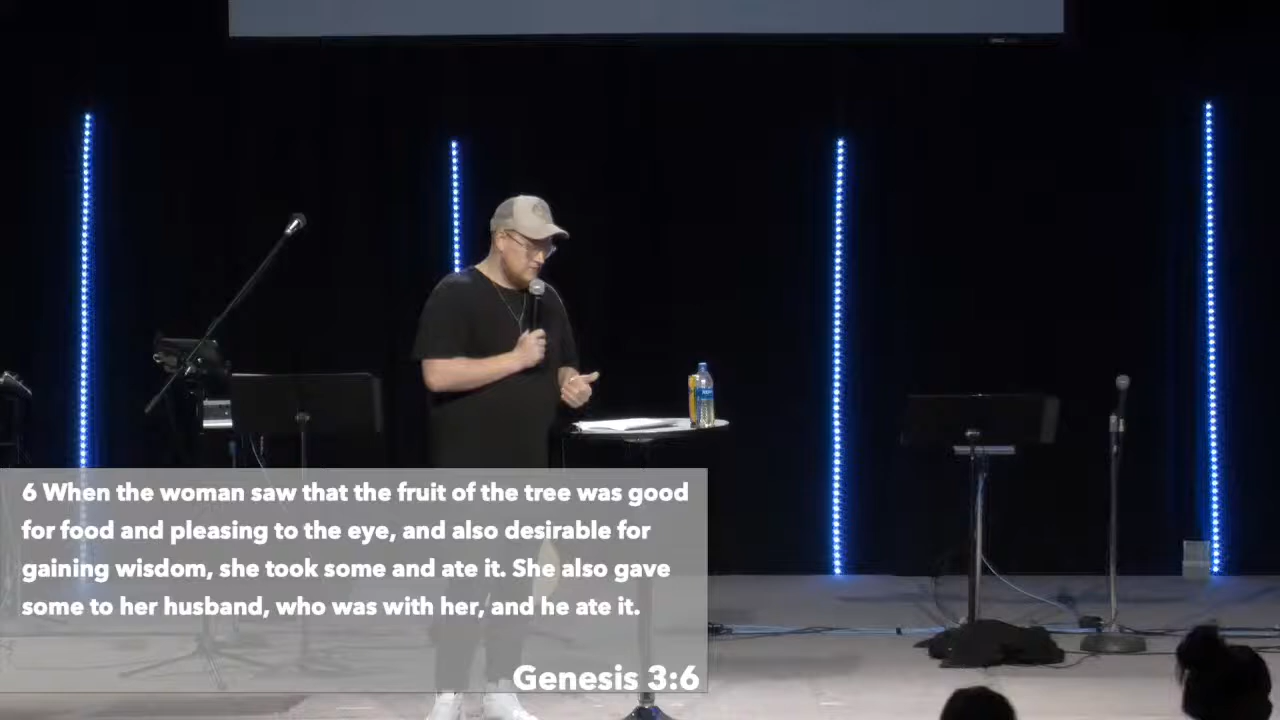 6 When the woman saw that the fruit of the tree was good
for food and pleasing to the eye, and also desirable for
gaining wisdom, she took some and ate it. She also gave
some to her husband, who was with her, and he ate it.
Genesis 3:6